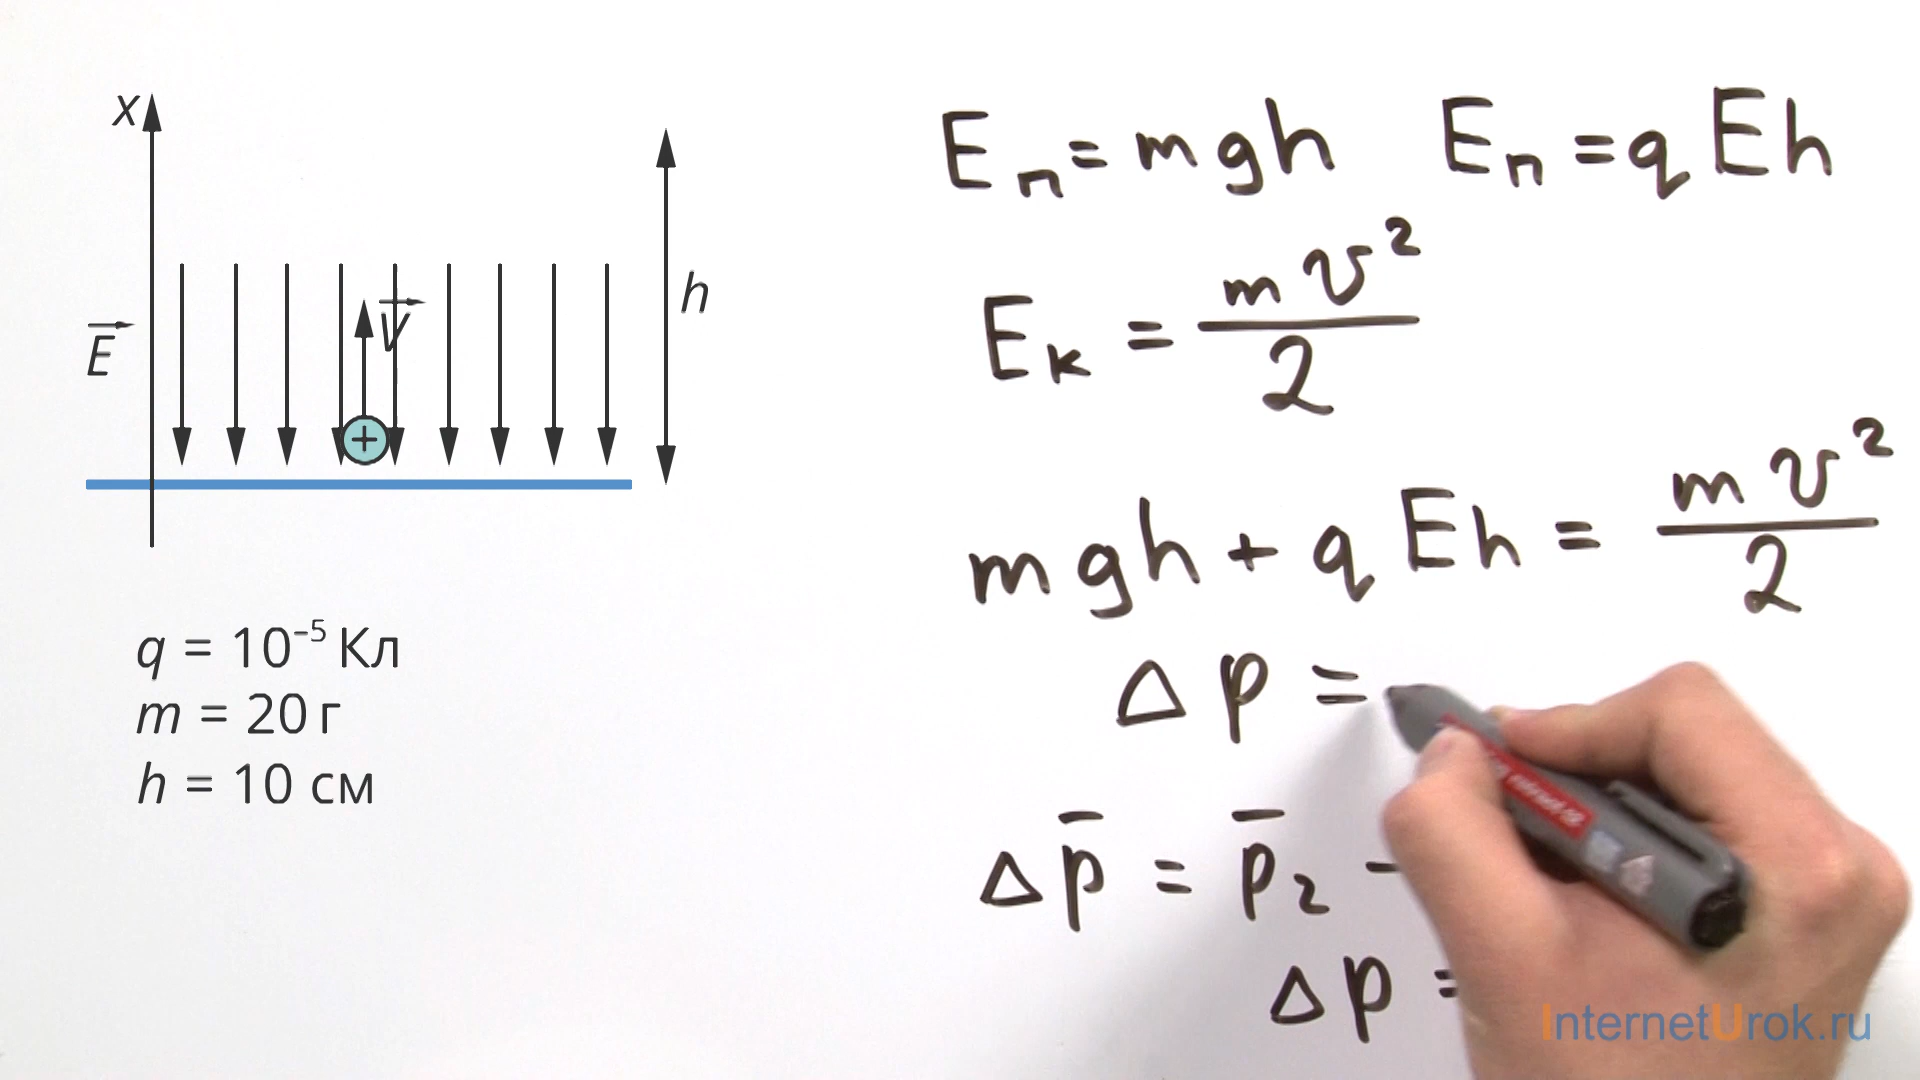 x
E
V
h
q = 10⁻⁵ Кл
m = 20 г
h = 10 см
Eп = mgh Eп = qEh
Eк = mv²/2
mgh + qEh = mv²/2
Δp =
Δp̄ = p̄₂ -
Δp =
InternetUrok.ru